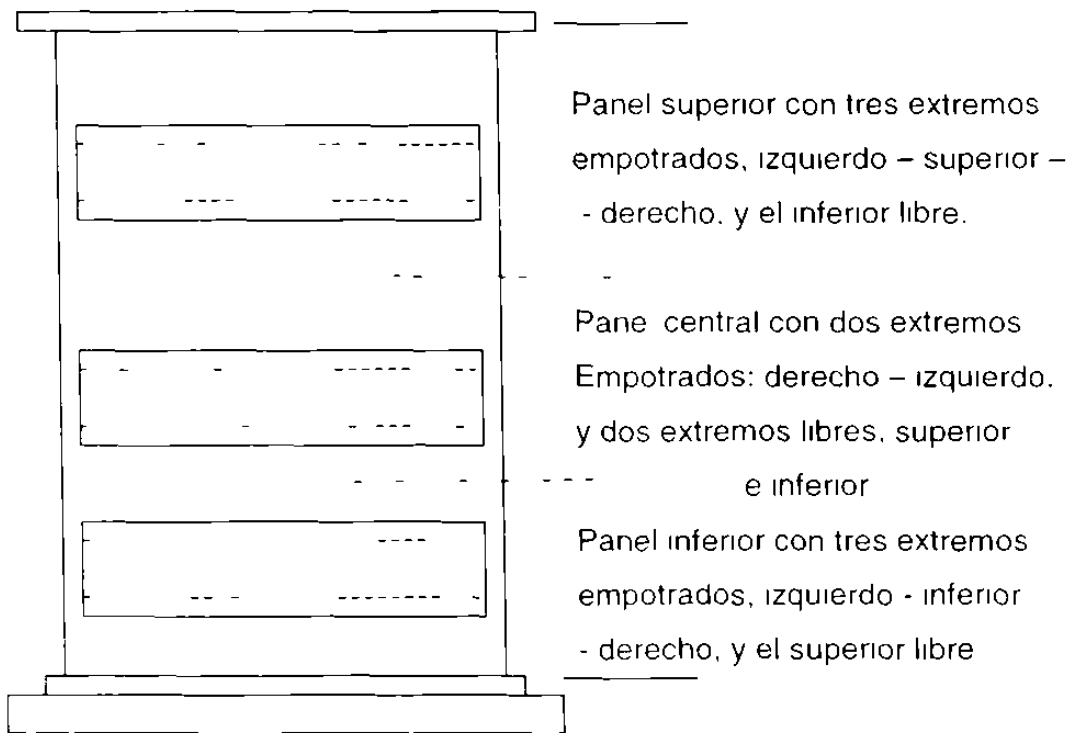 Panel superior con tres extremos
empotrados, izquierdo – superior –
- derecho. y el inferior libre.
Pane central con dos extremos
Empotrados: derecho – izquierdo.
y dos extremos libres, superior
e inferior
Panel inferior con tres extremos
empotrados, izquierdo - inferior
- derecho, y el superior libre